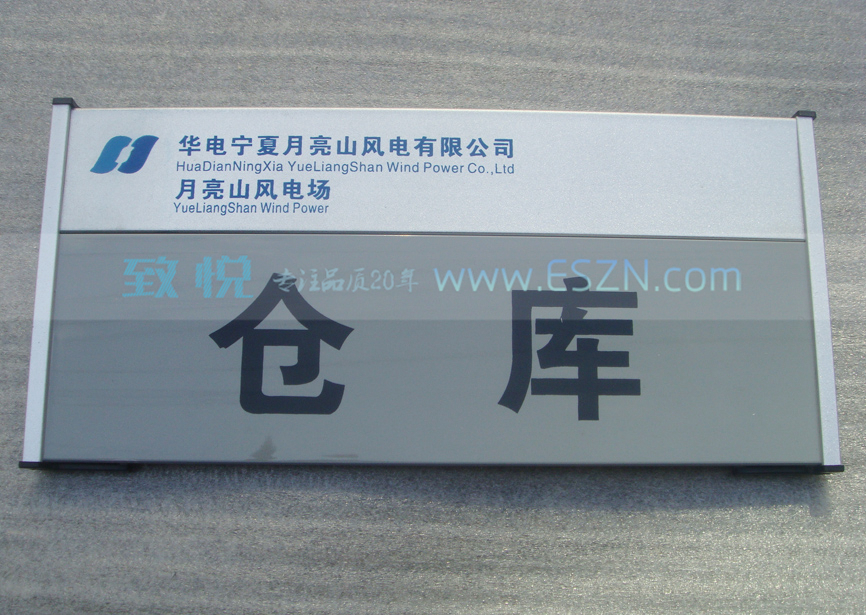 华电宁夏月亮山风电有限公司
HuaDianNingXia YueLiangShan Wind Power Co.,Ltd
月亮山风电场
YueLiangShan Wind Power
致悦 专注品质20年 www.ESZN.com
仓库